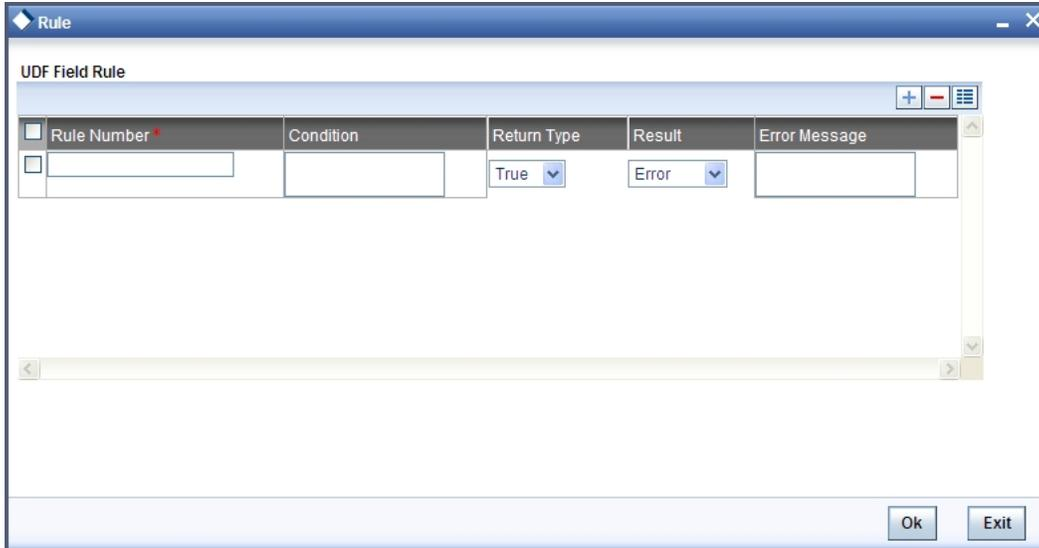 Rule
UDF Field Rule
Rule Number * Condition Return Type Result Error Message
True Error
Ok Exit